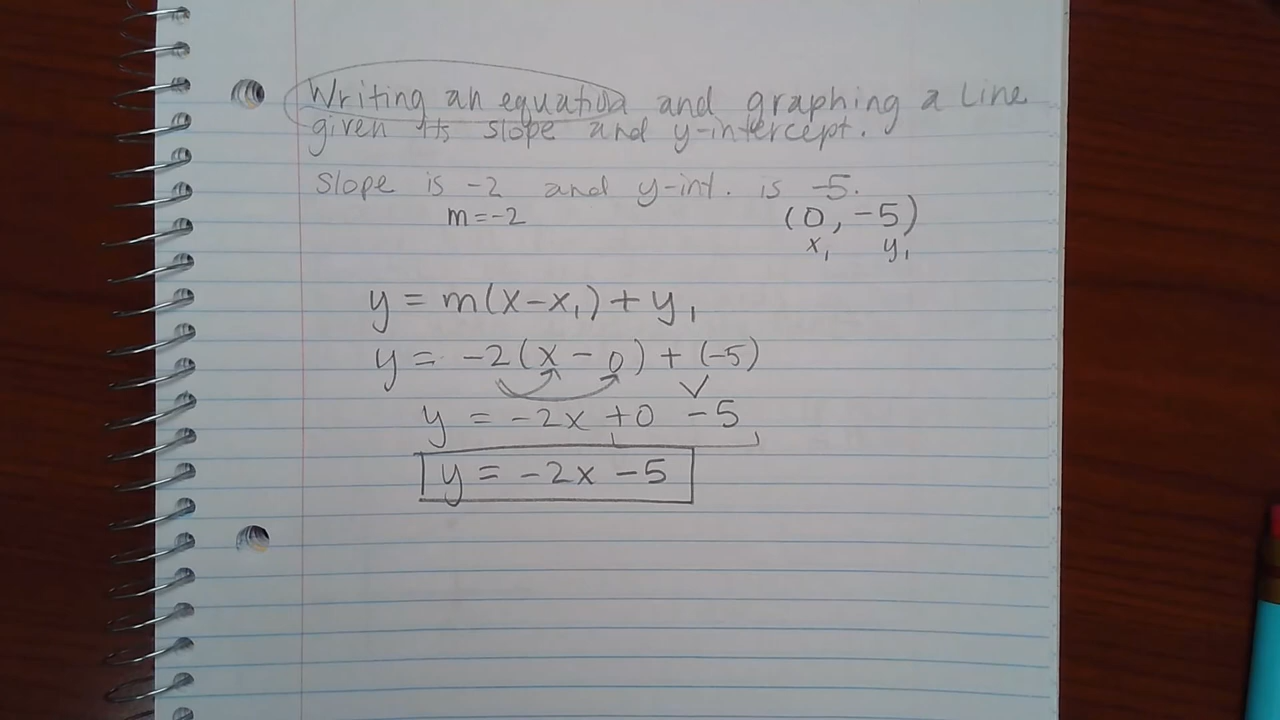 Writing an equation and graphing a line
given its slope and y-intercept.
Slope is -2 and y-int. is -5.
m=-2 (0, -5)
x₁ y₁
y = m(x-x₁) + y₁
y = -2(x - 0) + (-5)
y = -2x +0 -5
y = -2x -5